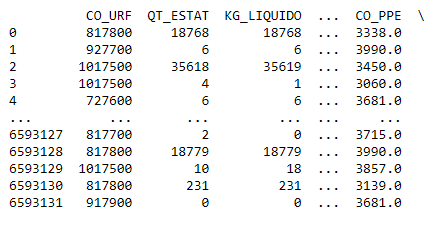 CO_URF QT_ESTAT KG_LIQUIDO ... CO_PPE \
0 817800 18768 18768 ... 3338.0
1 927700 6 6 ... 3990.0
2 1017500 35618 35619 ... 3450.0
3 1017500 4 1 ... 3060.0
4 727600 6 6 ... 3681.0
... ... ... ... ... ...
6593127 817700 2 0 ... 3715.0
6593128 817800 18779 18779 ... 3990.0
6593129 1017500 10 18 ... 3857.0
6593130 817800 231 231 ... 3139.0
6593131 917900 0 0 ... 3681.0